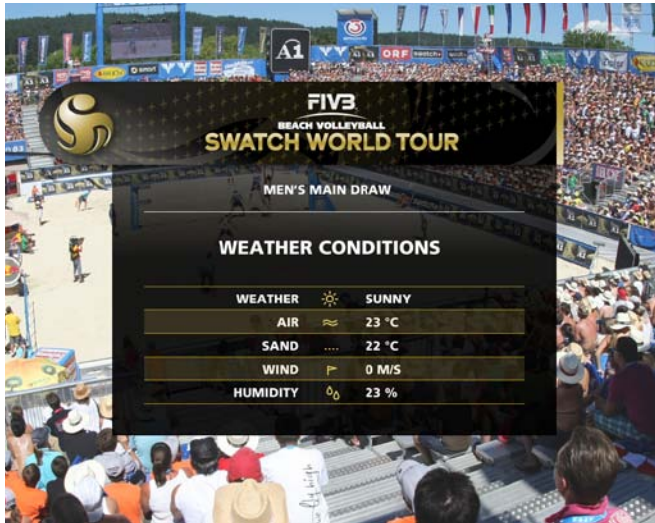 A1
ORF
smart
FIVB
BEACH VOLLEYBALL
SWATCH WORLD TOUR
MEN'S MAIN DRAW
WEATHER CONDITIONS
WEATHER SUNNY
AIR 23 °C
SAND .... 22 °C
WIND 0 M/S
HUMIDITY 23 %